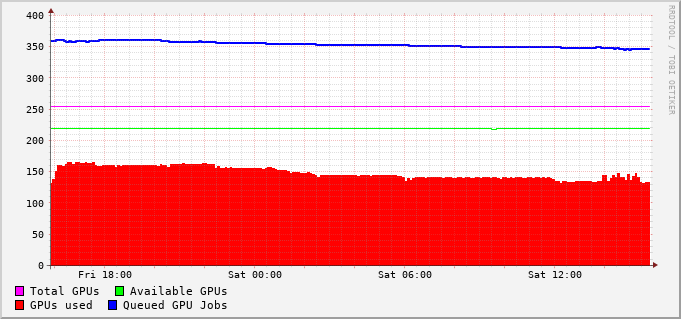 400
350
300
250
200
150
100
50
0
Fri 18:00 Sat 00:00 Sat 06:00 Sat 12:00
Total GPUs Available GPUs
GPUs used Queued GPU Jobs
RRDTOOL / TOBI OETIKER